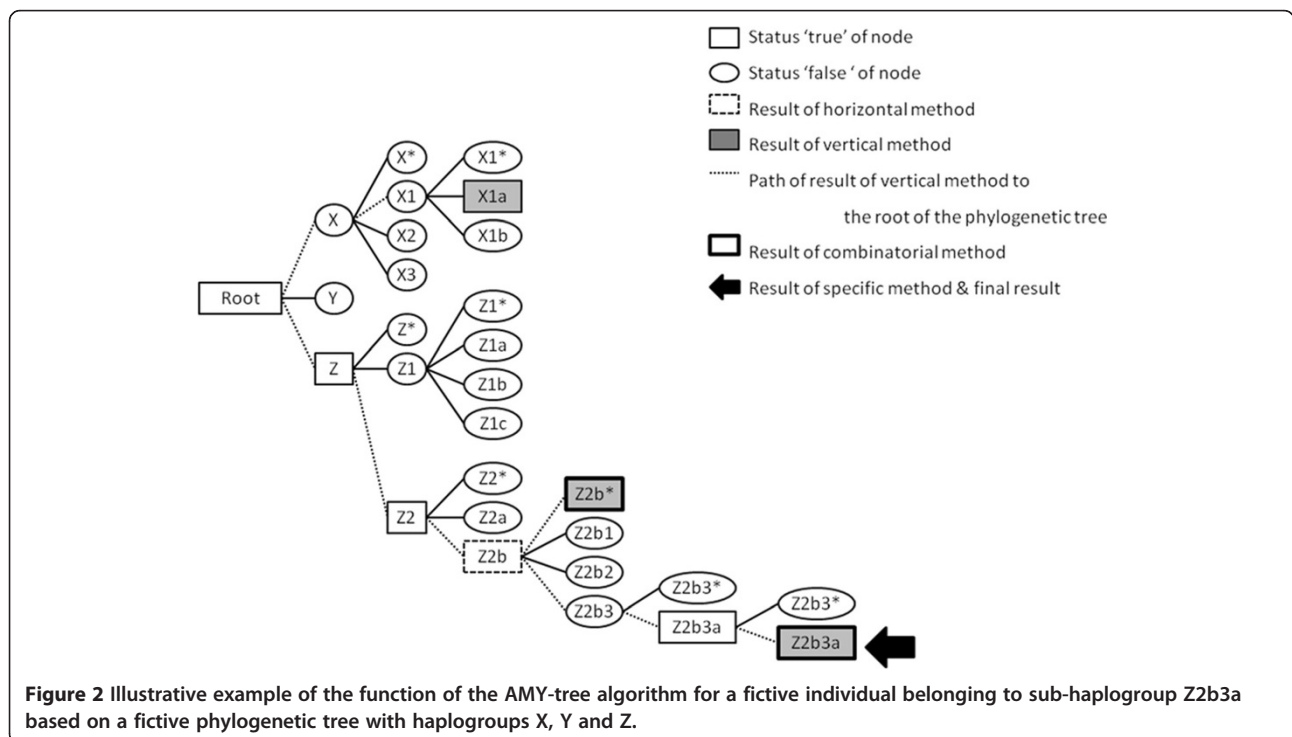 Status 'true' of node
Status 'false ' of node
Result of horizontal method
Result of vertical method
Path of result of vertical method to
the root of the phylogenetic tree
Result of combinatorial method
Result of specific method & final result
X*
X1*
X1
X1a
X
X2
X1b
X3
Root
Y
Z1*
Z*
Z1a
Z
Z1
Z1b
Z1c
Z2*
Z2b*
Z2
Z2a
Z2b1
Z2b
Z2b2
Z2b3*
Z2b3
Z2b3*
Z2b3a
Z2b3a
Figure 2 Illustrative example of the function of the AMY-tree algorithm for a fictive individual belonging to sub-haplogroup Z2b3a
based on a fictive phylogenetic tree with haplogroups X, Y and Z.